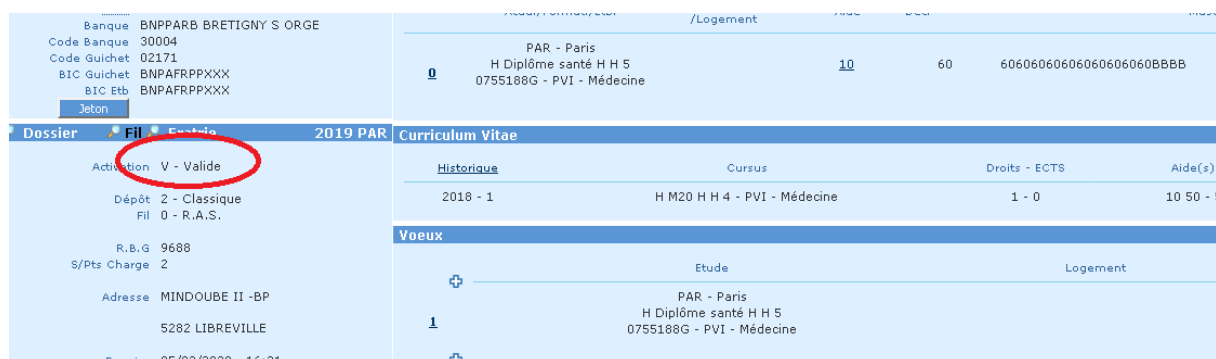 Banque BNPPARB BRETIGNY S ORGE
Code Banque 30004
Code Guichet 02171
BIC Guichet BNPAFRPPXXX
BIC Etb BNPAFRPPXXX
Jeton
/Logement
PAR - Paris
H Diplôme santé H H 5
0755188G - PVI - Médecine
0
10
60
60606060606060606060BBBB
Dossier Fil Fratrie 2019 PAR
Activation V - Valide
Dépôt 2 - Classique
Fil 0 - R.A.S.
R.B.G 9688
S/Pts Charge 2
Adresse MINDOUBE II -BP
5282 LIBREVILLE
Curriculum Vitae
Historique Cursus Droits - ECTS Aide(s)
2018 - 1 H M20 H H 4 - PVI - Médecine 1 - 0 10 50 -
Voeux
Etude Logement
1
PAR - Paris
H Diplôme santé H H 5
0755188G - PVI - Médecine